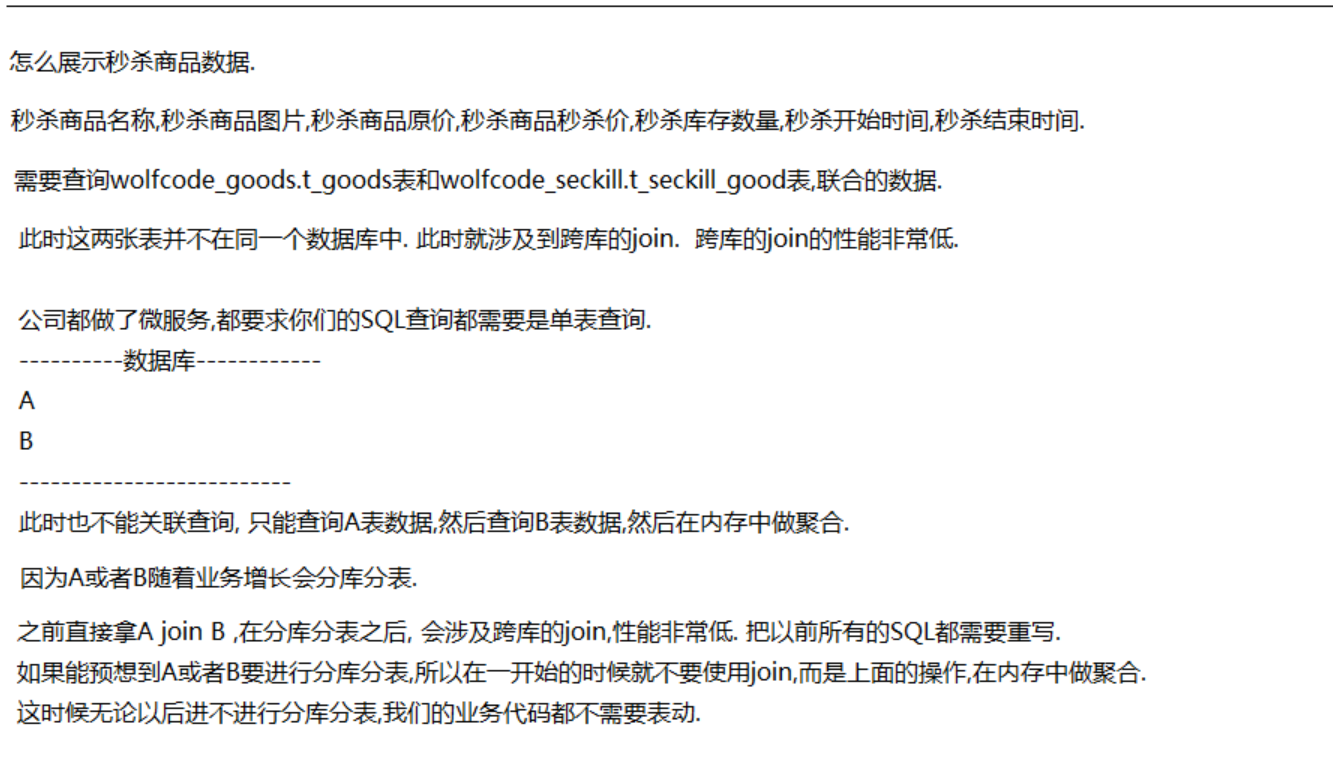 怎么展示秒杀商品数据.
秒杀商品名称,秒杀商品图片,秒杀商品原价,秒杀商品秒杀价,秒杀库存数量,秒杀开始时间,秒杀结束时间.
需要查询wolfcode_goods.t_goods表和wolfcode_seckill.t_seckill_good表,联合的数据.
此时这两张表并不在同一个数据库中. 此时就涉及到跨库的join. 跨库的join的性能非常低.
公司都做了微服务,都要求你们的SQL查询都需要是单表查询.
----------数据库------------
A
B
--------------------------
此时也不能关联查询, 只能查询A表数据,然后查询B表数据,然后在内存中做聚合.
因为A或者B随着业务增长会分库分表.
之前直接拿A join B ,在分库分表之后, 会涉及跨库的join,性能非常低. 把以前所有的SQL都需要重写.
如果能预想到A或者B要进行分库分表,所以在一开始的时候就不要使用join,而是上面的操作,在内存中做聚合.
这时候无论以后进不进行分库分表,我们的业务代码都不需要表动.